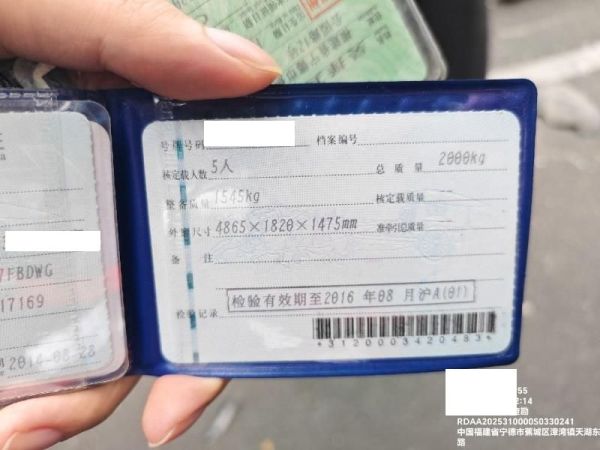 号牌号码
档案编号
核定载人数 5人
总质量 2000kg
整备质量 1545kg
核定载质量
外廓尺寸 4865×1820×1475mm
准牵引总质量
备注
检验有效期至2016 年08 月沪A(01)
检验记录
*3120003420483*
7FBDWG
17169
2014-08-28
55
2:14
RDAA2025310000S0330241
中国福建省宁德市蕉城区漳湾镇天湖东
路